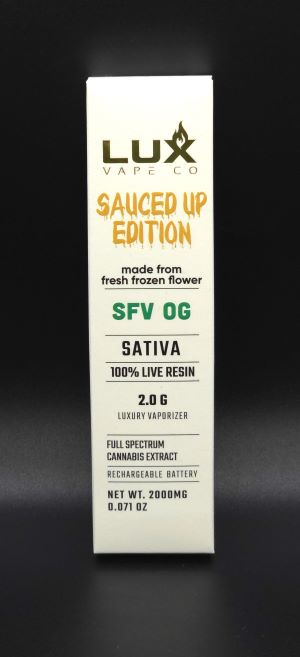 LUX
VAPE CO
SAUCED UP
EDITION
made from
fresh frozen flower
SFV OG
SATIVA
100% LIVE RESIN
2.0 G
LUXURY VAPORIZER
FULL SPECTRUM
CANNABIS EXTRACT
RECHARGEABLE BATTERY
NET WT. 2000MG
0.071 OZ